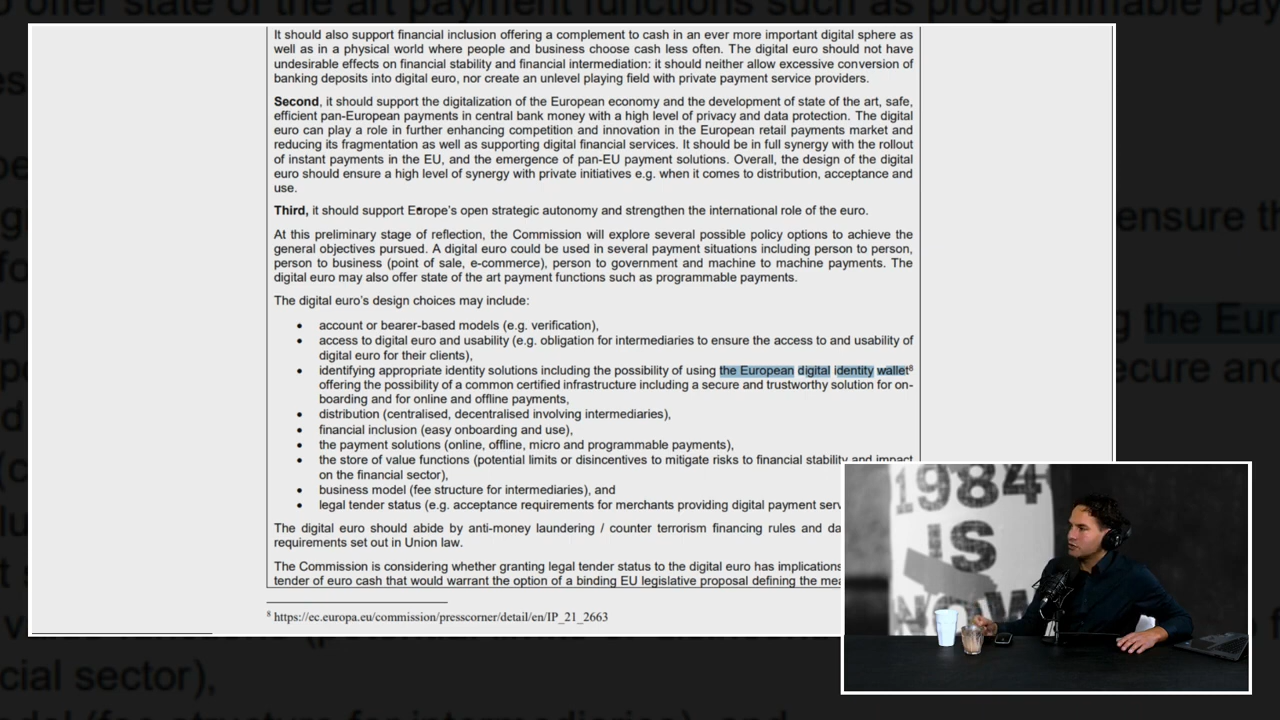 o offer state of the art payment functions such as programmable pay
It should also support financial inclusion offering a complement to cash in an ever more important digital sphere as
well as in a physical world where people and business choose cash less often. The digital euro should not have
undesirable effects on financial stability and financial intermediation: it should neither allow excessive conversion of
banking deposits into digital euro, nor create an unlevel playing field with private payment service providers.
Second, it should support the digitalization of the European economy and the development of state of the art, safe,
efficient pan-European payments in central bank money with a high level of privacy and data protection. The digital
euro can play a role in further enhancing competition and innovation in the European retail payments market and
reducing its fragmentation as well as supporting digital financial services. It should be in full synergy with the rollout
of instant payments in the EU, and the emergence of pan-EU payment solutions. Overall, the design of the digital
euro should ensure a high level of synergy with private initiatives e.g. when it comes to distribution, acceptance and
use.
Third, it should support Europe's open strategic autonomy and strengthen the international role of the euro.
At this preliminary stage of reflection, the Commission will explore several possible policy options to achieve the
general objectives pursued. A digital euro could be used in several payment situations including person to person,
person to business (point of sale, e-commerce), person to government and machine to machine payments. The
digital euro may also offer state of the art payment functions such as programmable payments.
The digital euro's design choices may include:
• account or bearer-based models (e.g. verification),
• access to digital euro and usability (e.g. obligation for intermediaries to ensure the access to and usability of
digital euro for their clients),
• identifying appropriate identity solutions including the possibility of using the European digital identity wallet⁸
offering the possibility of a common certified infrastructure including a secure and trustworthy solution for on-
boarding and for online and offline payments,
• distribution (centralised, decentralised involving intermediaries),
• financial inclusion (easy onboarding and use),
• the payment solutions (online, offline, micro and programmable payments),
• the store of value functions (potential limits or disincentives to mitigate risks to financial stability and impact
on the financial sector),
• business model (fee structure for intermediaries), and
• legal tender status (e.g. acceptance requirements for merchants providing digital payment serv
The digital euro should abide by anti-money laundering / counter terrorism financing rules and da
requirements set out in Union law.
The Commission is considering whether granting legal tender status to the digital euro has implications
tender of euro cash that would warrant the option of a binding EU legislative proposal defining the mea
⁸ https://ec.europa.eu/commission/presscorner/detail/en/IP_21_2663
ensure th
g the Eur
ecure and
cial sector),
1984
IS
NOW